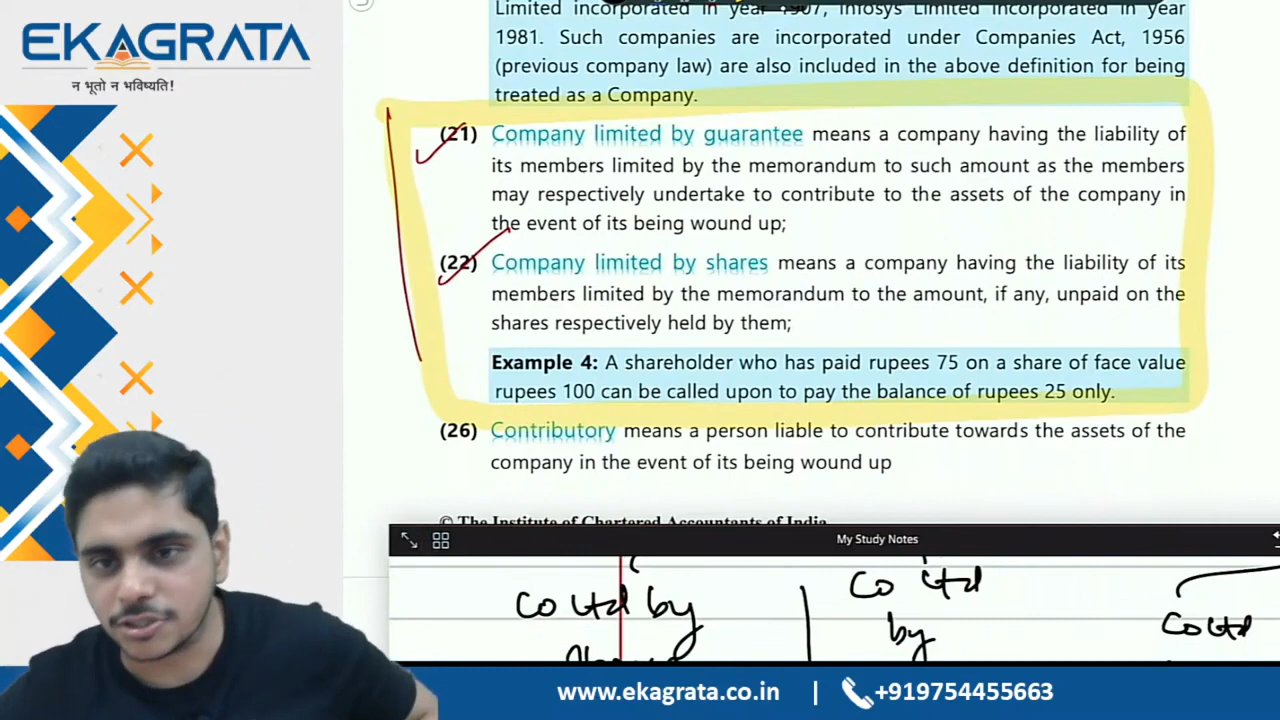 EKAGRATA
न भूतो न भविष्यति!
Limited incorporated in year 1907, Infosys Limited incorporated in year
1981. Such companies are incorporated under Companies Act, 1956
(previous company law) are also included in the above definition for being
treated as a Company.
(21) Company limited by guarantee means a company having the liability of
its members limited by the memorandum to such amount as the members
may respectively undertake to contribute to the assets of the company in
the event of its being wound up;
(22) Company limited by shares means a company having the liability of its
members limited by the memorandum to the amount, if any, unpaid on the
shares respectively held by them;
Example 4: A shareholder who has paid rupees 75 on a share of face value
rupees 100 can be called upon to pay the balance of rupees 25 only.
(26) Contributory means a person liable to contribute towards the assets of the
company in the event of its being wound up
© The Institute of Chartered Accountants of India
My Study Notes
Co Ltd by
Co Ltd
by
Co Ltd
www.ekagrata.co.in | +919754455663